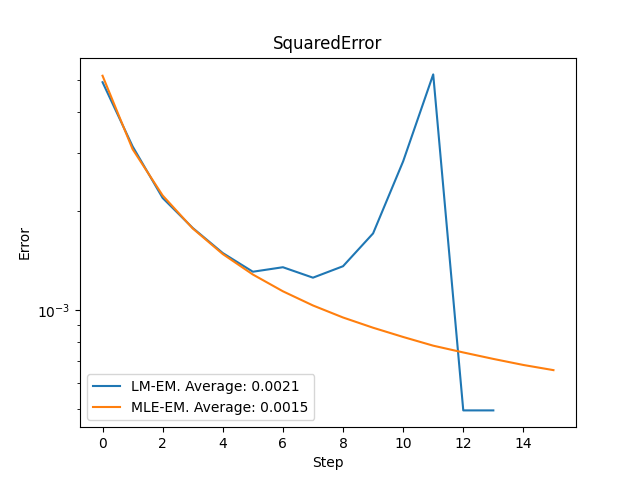 SquaredError
Error
10⁻³
LM-EM. Average: 0.0021
MLE-EM. Average: 0.0015
0 2 4 6 8 10 12 14
Step